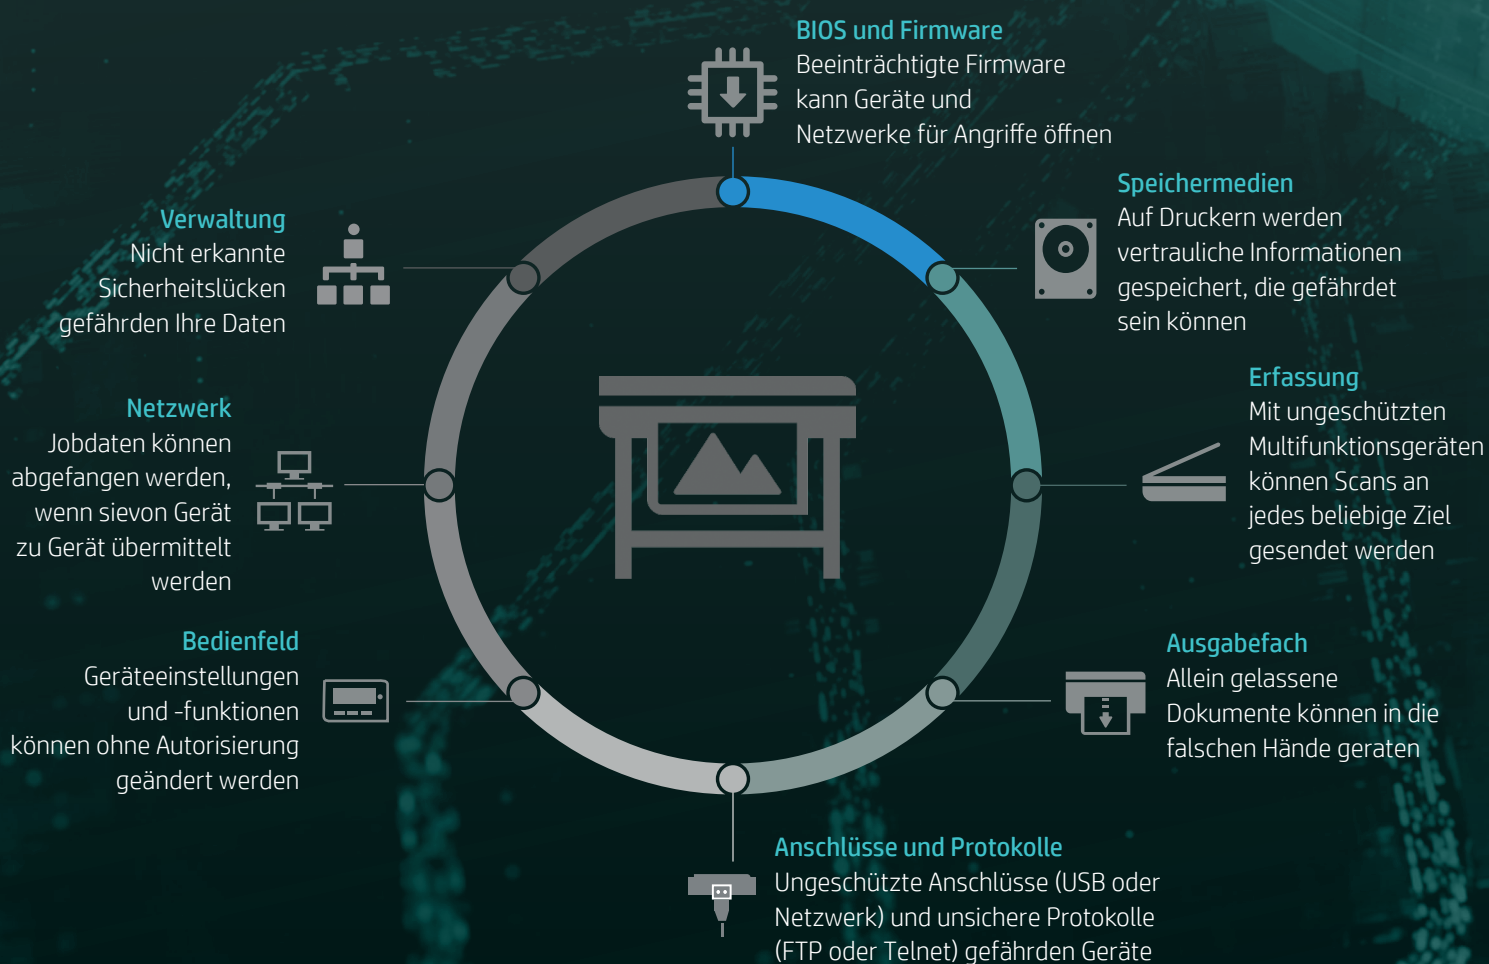 BIOS und Firmware
Beeinträchtigte Firmware
kann Geräte und
Netzwerke für Angriffe öffnen
Speichermedien
Auf Druckern werden
vertrauliche Informationen
gespeichert, die gefährdet
sein können
Erfassung
Mit ungeschützten
Multifunktionsgeräten
können Scans an
jedes beliebige Ziel
gesendet werden
Ausgabefach
Allein gelassene
Dokumente können in die
falschen Hände geraten
Anschlüsse und Protokolle
Ungeschützte Anschlüsse (USB oder
Netzwerk) und unsichere Protokolle
(FTP oder Telnet) gefährden Geräte
Bedienfeld
Geräteeinstellungen
und -funktionen
können ohne Autorisierung
geändert werden
Netzwerk
Jobdaten können
abgefangen werden,
wenn sievon Gerät
zu Gerät übermittelt
werden
Verwaltung
Nicht erkannte
Sicherheitslücken
gefährden Ihre Daten